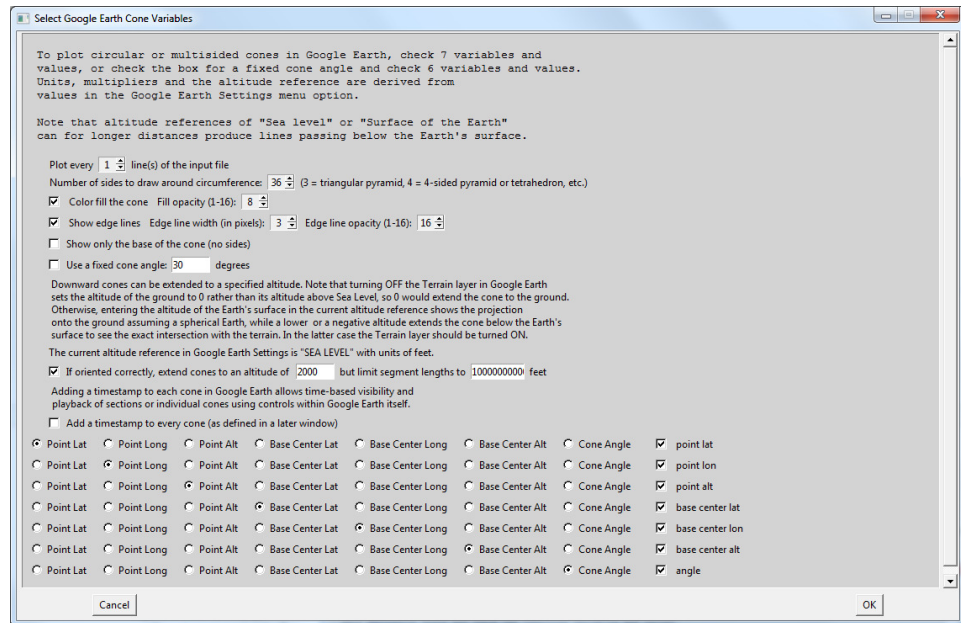 Select Google Earth Cone Variables
To plot circular or multisided cones in Google Earth, check 7 variables and
values, or check the box for a fixed cone angle and check 6 variables and values.
Units, multipliers and the altitude reference are derived from
values in the Google Earth Settings menu option.
Note that altitude references of "Sea level" or "Surface of the Earth"
can for longer distances produce lines passing below the Earth's surface.
Plot every 1 line(s) of the input file
Number of sides to draw around circumference: 36 (3 = triangular pyramid, 4 = 4-sided pyramid or tetrahedron, etc.)
Color fill the cone Fill opacity (1-16): 8
Show edge lines Edge line width (in pixels): 3 Edge line opacity (1-16): 16
Show only the base of the cone (no sides)
Use a fixed cone angle: 30 degrees
Downward cones can be extended to a specified altitude. Note that turning OFF the Terrain layer in Google Earth
sets the altitude of the ground to 0 rather than its altitude above Sea Level, so 0 would extend the cone to the ground.
Otherwise, entering the altitude of the Earth's surface in the current altitude reference shows the projection
onto the ground assuming a spherical Earth, while a lower or a negative altitude extends the cone below the Earth's
surface to see the exact intersection with the terrain. In the latter case the Terrain layer should be turned ON.
The current altitude reference in Google Earth Settings is "SEA LEVEL" with units of feet.
If oriented correctly, extend cones to an altitude of 2000 but limit segment lengths to 1000000000 feet
Adding a timestamp to each cone in Google Earth allows time-based visibility and
playback of sections or individual cones using controls within Google Earth itself.
Add a timestamp to every cone (as defined in a later window)
Point Lat Point Long Point Alt Base Center Lat Base Center Long Base Center Alt Cone Angle point lat
Point Lat Point Long Point Alt Base Center Lat Base Center Long Base Center Alt Cone Angle point lon
Point Lat Point Long Point Alt Base Center Lat Base Center Long Base Center Alt Cone Angle point alt
Point Lat Point Long Point Alt Base Center Lat Base Center Long Base Center Alt Cone Angle base center lat
Point Lat Point Long Point Alt Base Center Lat Base Center Long Base Center Alt Cone Angle base center lon
Point Lat Point Long Point Alt Base Center Lat Base Center Long Base Center Alt Cone Angle base center alt
Point Lat Point Long Point Alt Base Center Lat Base Center Long Base Center Alt Cone Angle angle
Cancel OK